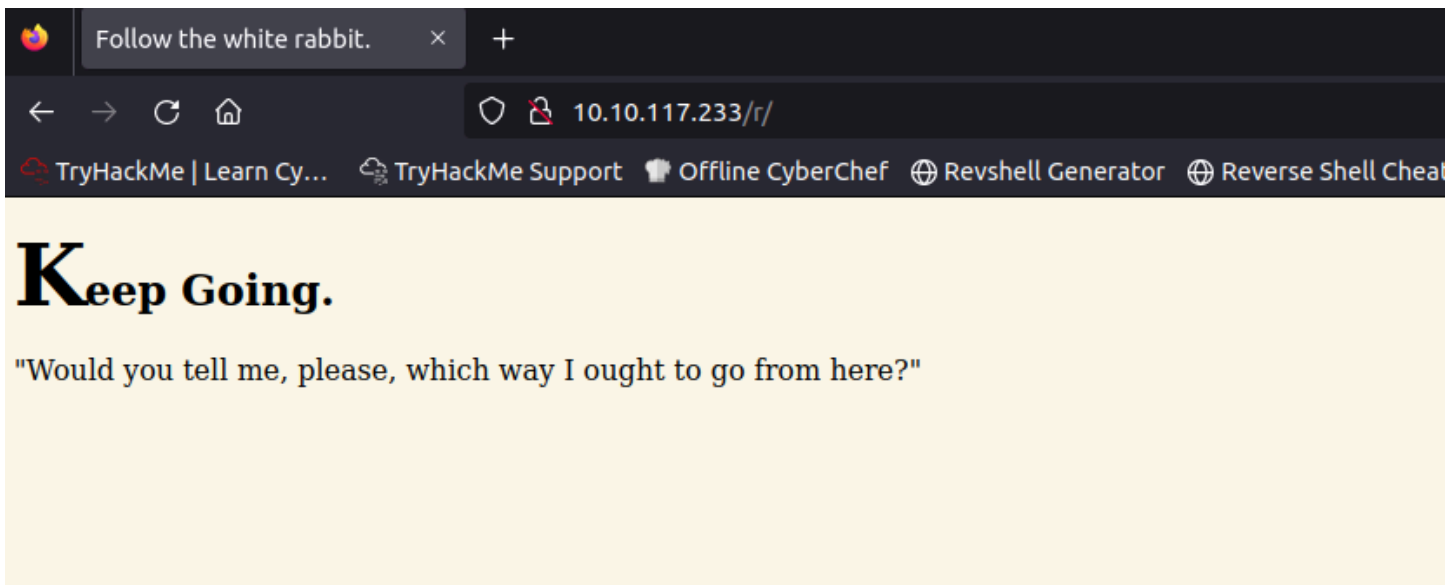 Follow the white rabbit.
10.10.117.233/r/
TryHackMe | Learn Cy... TryHackMe Support Offline CyberChef Revshell Generator Reverse Shell Cheat
Keep Going.
"Would you tell me, please, which way I ought to go from here?"